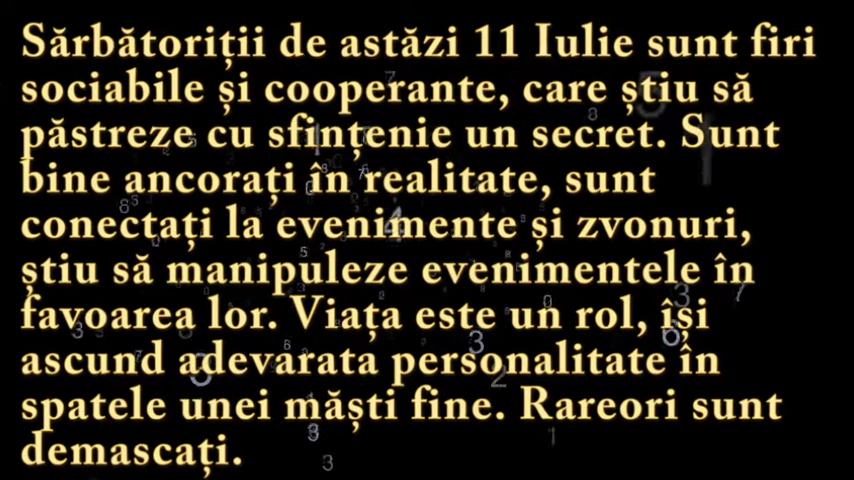 Sărbătoriții de astăzi 11 Iulie sunt firi
sociabile și cooperante, care știu să
păstreze cu sfințenie un secret. Sunt
bine ancorați în realitate, sunt
conectați la evenimente și zvonuri,
știu să manipuleze evenimentele în
favoarea lor. Viața este un rol, își
ascund adevarata personalitate în
spatele unei măști fine. Rareori sunt
demascați.